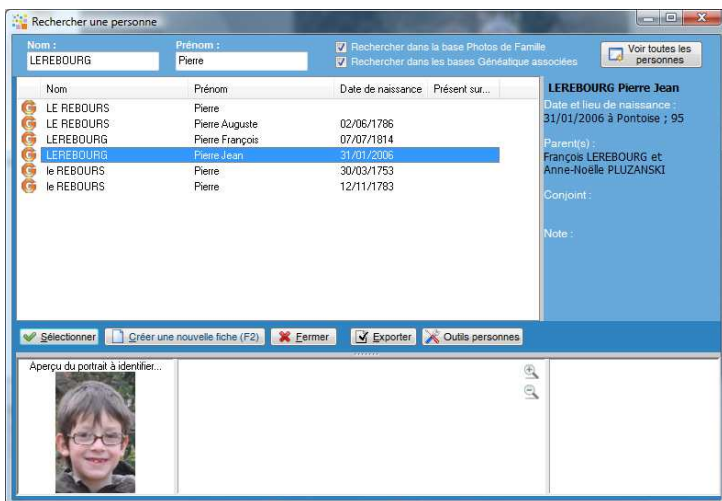 Rechercher une personne
Nom : Prénom :
LEREBOURG Pierre
Rechercher dans la base Photos de Famille
Rechercher dans les bases Généatique associées
Voir toutes les personnes
Nom Prénom Date de naissance Présent sur...
LE REBOURS Pierre
LE REBOURS Pierre Auguste 02/06/1786
LEREBOURG Pierre François 07/07/1814
LEREBOURG Pierre Jean 31/01/2006
le REBOURS Pierre 30/03/1753
le REBOURS Pierre 12/11/1783
LEREBOURG Pierre Jean
Date et lieu de naissance :
31/01/2006 à Pontoise ; 95
Parent(s) :
François LEREBOURG et
Anne-Noëlle PLUZANSKI
Conjoint :
Note :
Sélectionner Créer une nouvelle fiche (F2) Fermer Exporter Outils personnes
Aperçu du portrait à identifier...